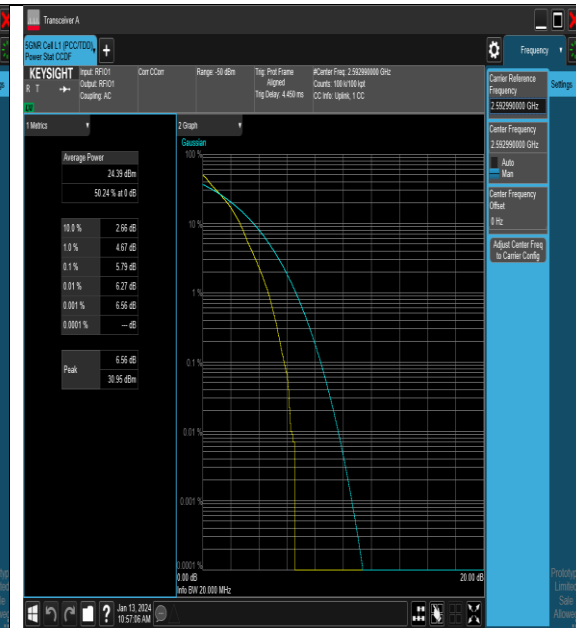 Transceiver A
5GNR Cell L1 (PCC/TDD),
Power Stat CCDF
Frequency
KEYSIGHT
R T
LXI
Input: RFIO1
Output: RFIO1
Coupling: AC
Corr CCorr
Range: -50 dBm
Trig: Prot Frame
Aligned
Trig Delay: 4.450 ms
#Center Freq: 2.592990000 GHz
Counts: 100 k/100 kpt
CC Info: Uplink, 1 CC
Carrier Reference
Frequency
2.592990000 GHz
Settings
Center Frequency
2.592990000 GHz
Auto
Man
Center Frequency
Offset
0 Hz
Adjust Center Freq
to Carrier Config
1 Metrics
Average Power
24.39 dBm
50.24 % at 0 dB
10.0 % 2.66 dB
1.0 % 4.67 dB
0.1 % 5.79 dB
0.01 % 6.27 dB
0.001 % 6.56 dB
0.0001 % --- dB
Peak
6.56 dB
30.95 dBm
2 Graph
Gaussian
100 %
10 %
1 %
0.1 %
0.01 %
0.001 %
0.0001 %
0.00 dB
20.00 dB
Info BW 20.000 MHz
?
Jan 13, 2024
10:57:06 AM